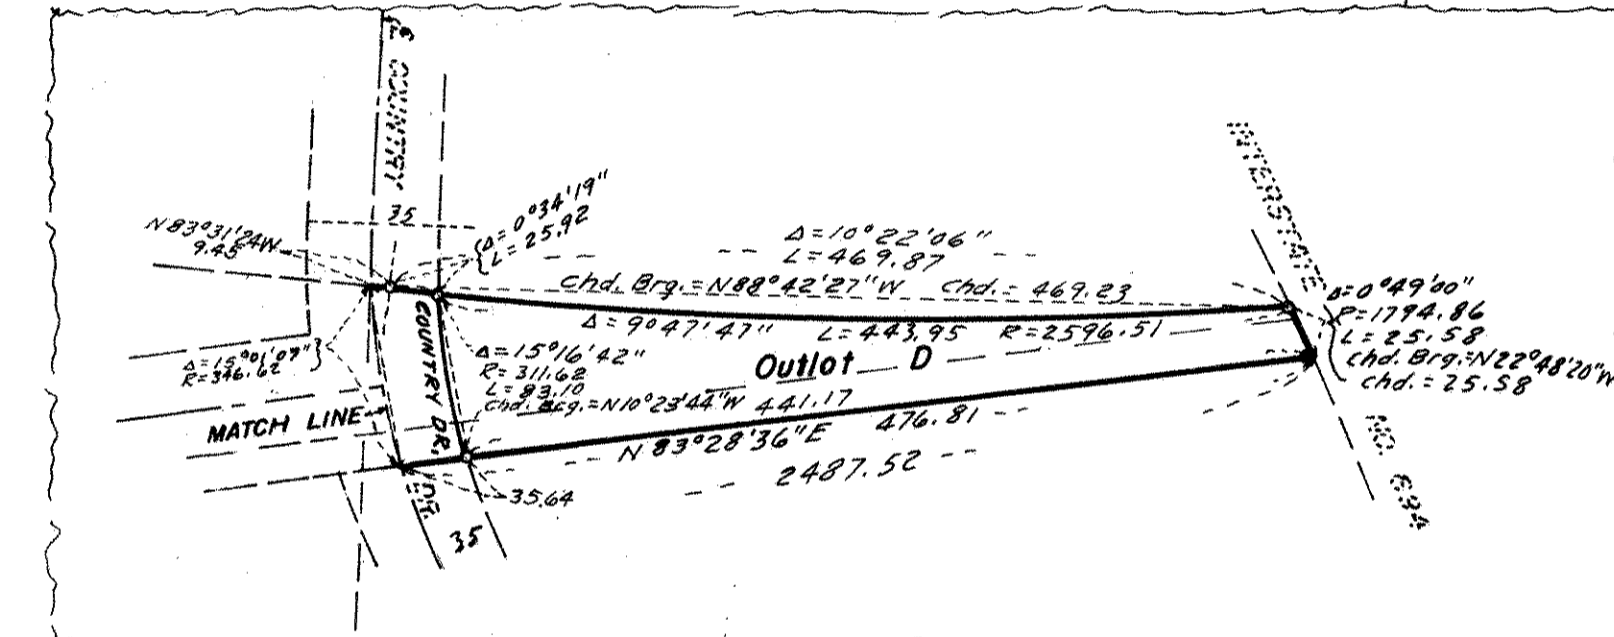 ℄ COUNTRY
35
Δ=0°34'19"
L=25.92
N83°31'24W
9.45
Δ=10°22'06"
L=469.87
Chd. Brg.=N88°42'27"W Chd.=469.23
Δ=9°47'47" L=443.95 R=2596.51
INTERSTATE
Δ=0°49'00"
R=1794.86
L=25.58
Chd. Brg.=N22°48'20"W
Chd.=25.58
Δ=15°01'07"
R=346.62
COUNTRY DR.
Δ=15°16'42"
R=311.62
L=83.10
Chd. Brg.=N10°23'44"W 441.17
Outlot D
MATCH LINE
N83°28'36"E 476.81
2487.52
35.64
35
NO. 694